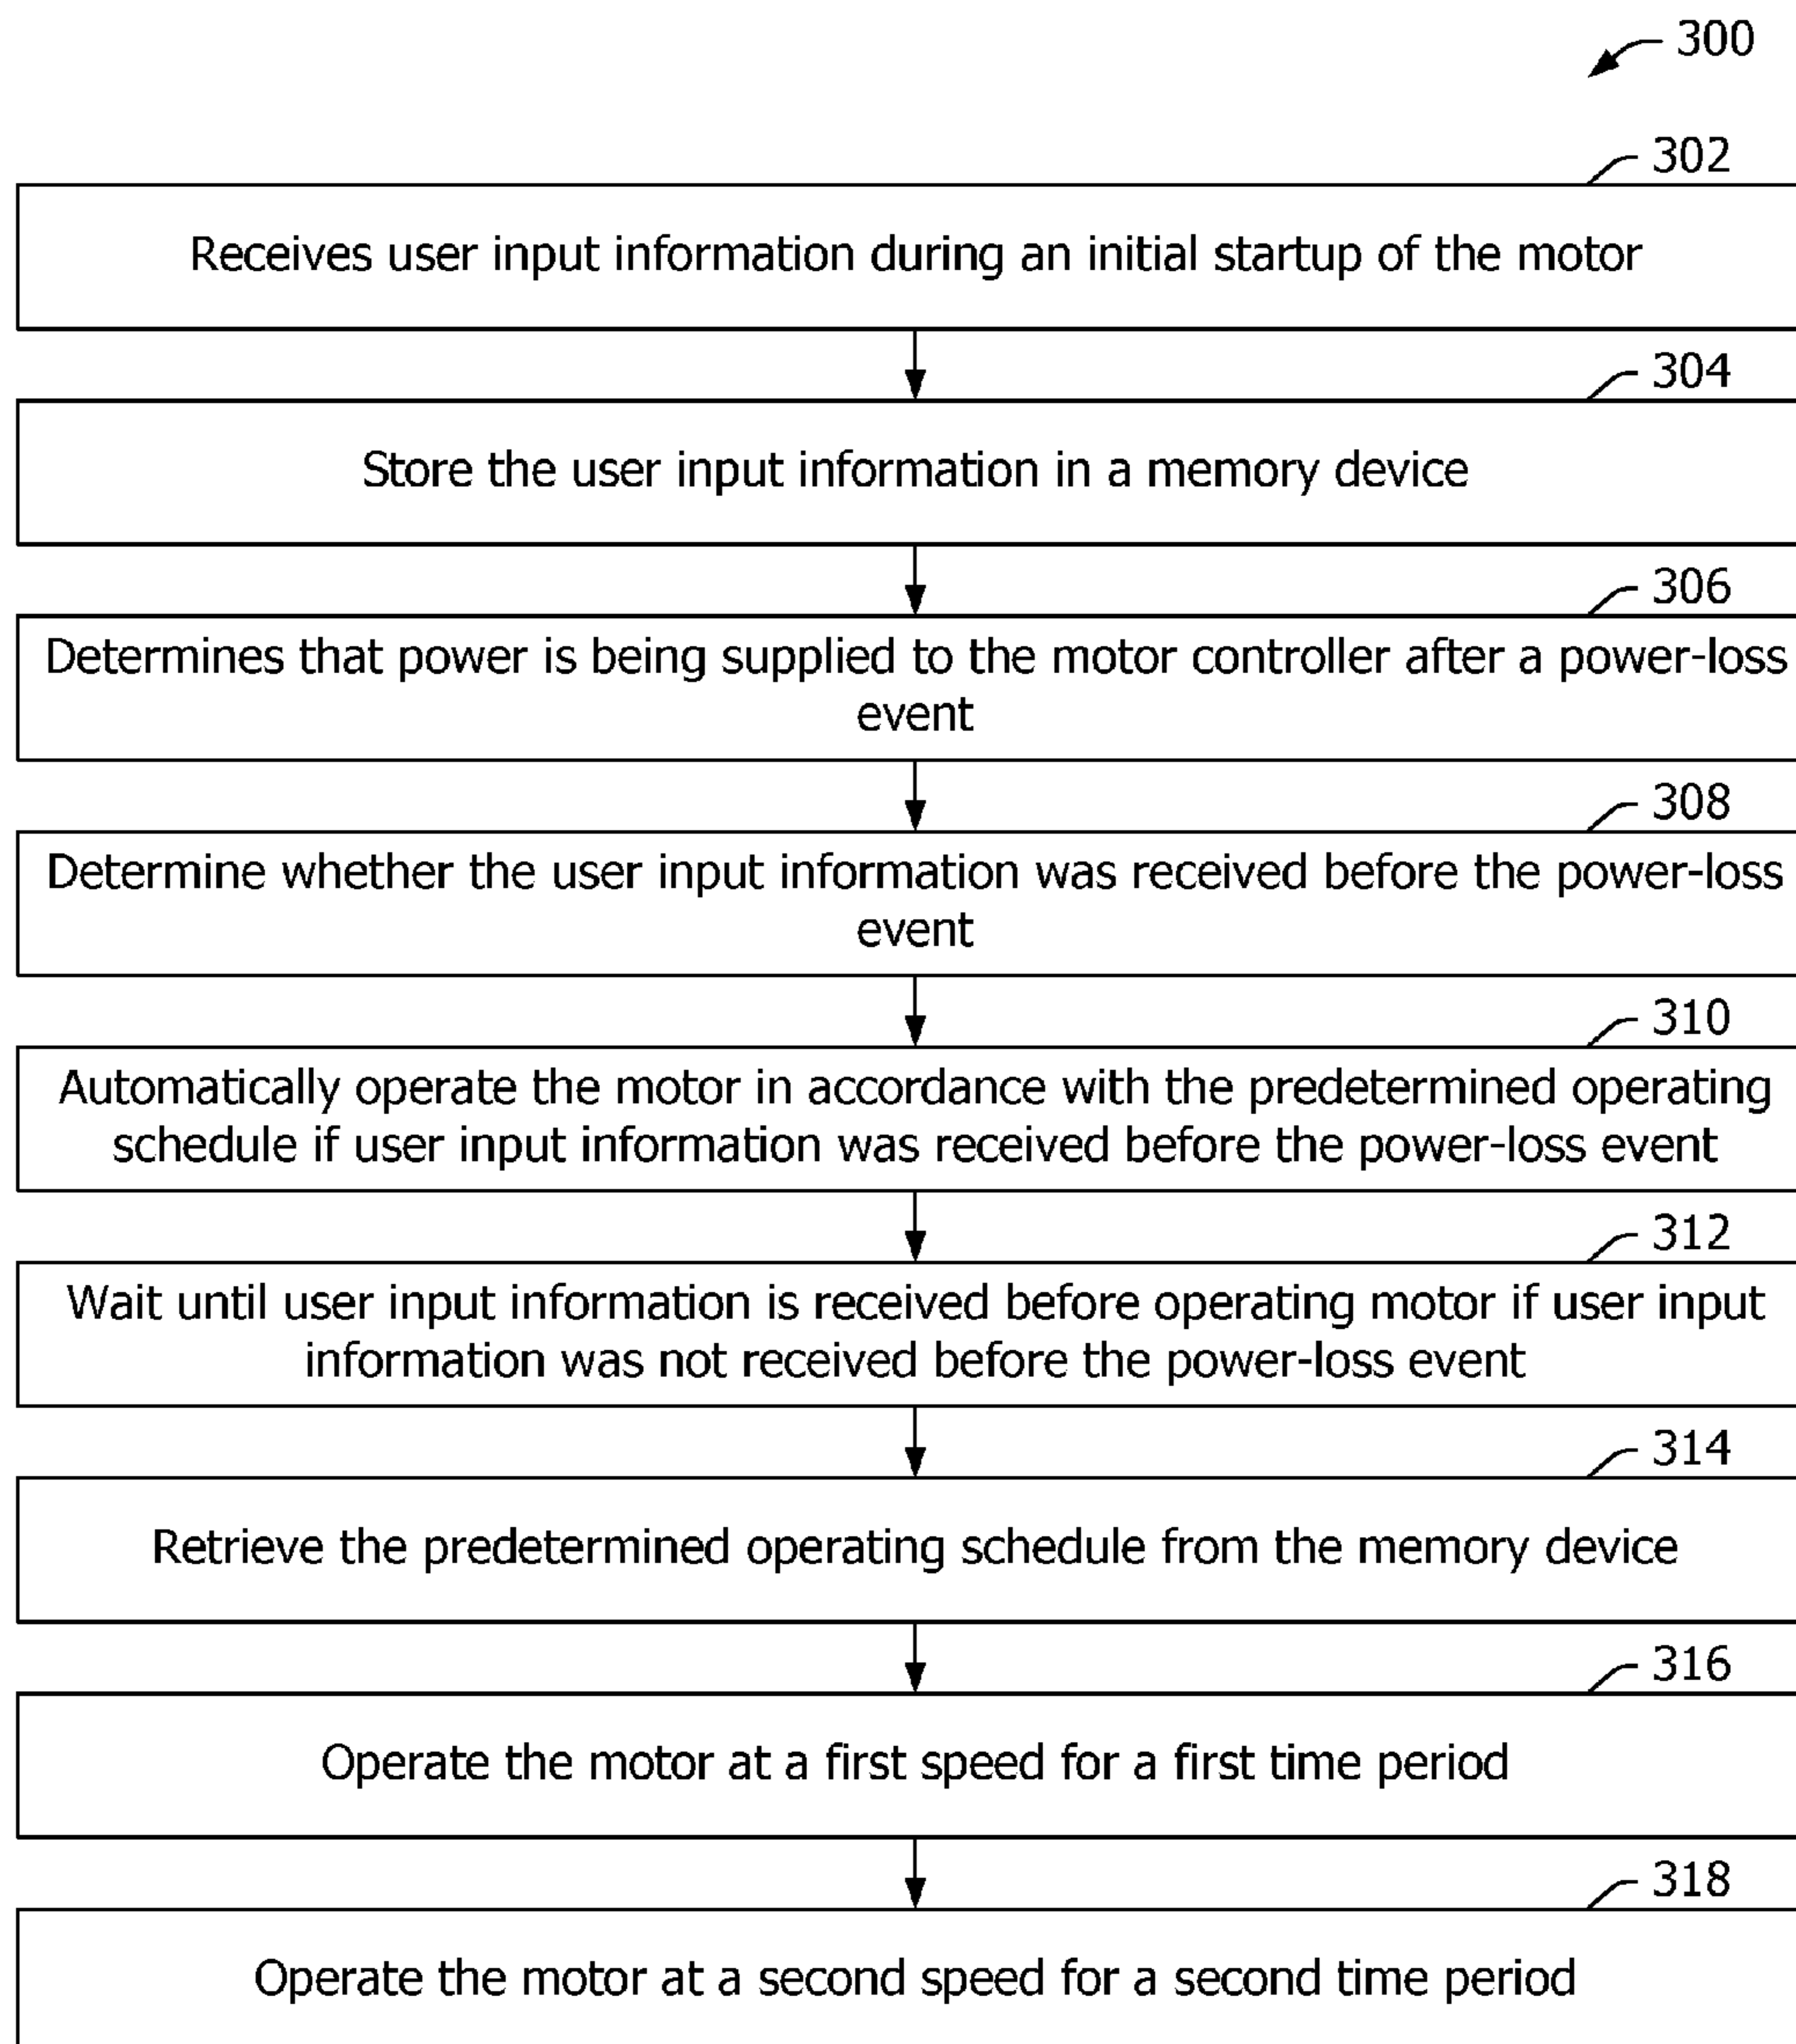 300
302
Receives user input information during an initial startup of the motor
304
Store the user input information in a memory device
306
Determines that power is being supplied to the motor controller after a power-loss
event
308
Determine whether the user input information was received before the power-loss
event
310
Automatically operate the motor in accordance with the predetermined operating
schedule if user input information was received before the power-loss event
312
Wait until user input information is received before operating motor if user input
information was not received before the power-loss event
314
Retrieve the predetermined operating schedule from the memory device
316
Operate the motor at a first speed for a first time period
318
Operate the motor at a second speed for a second time period